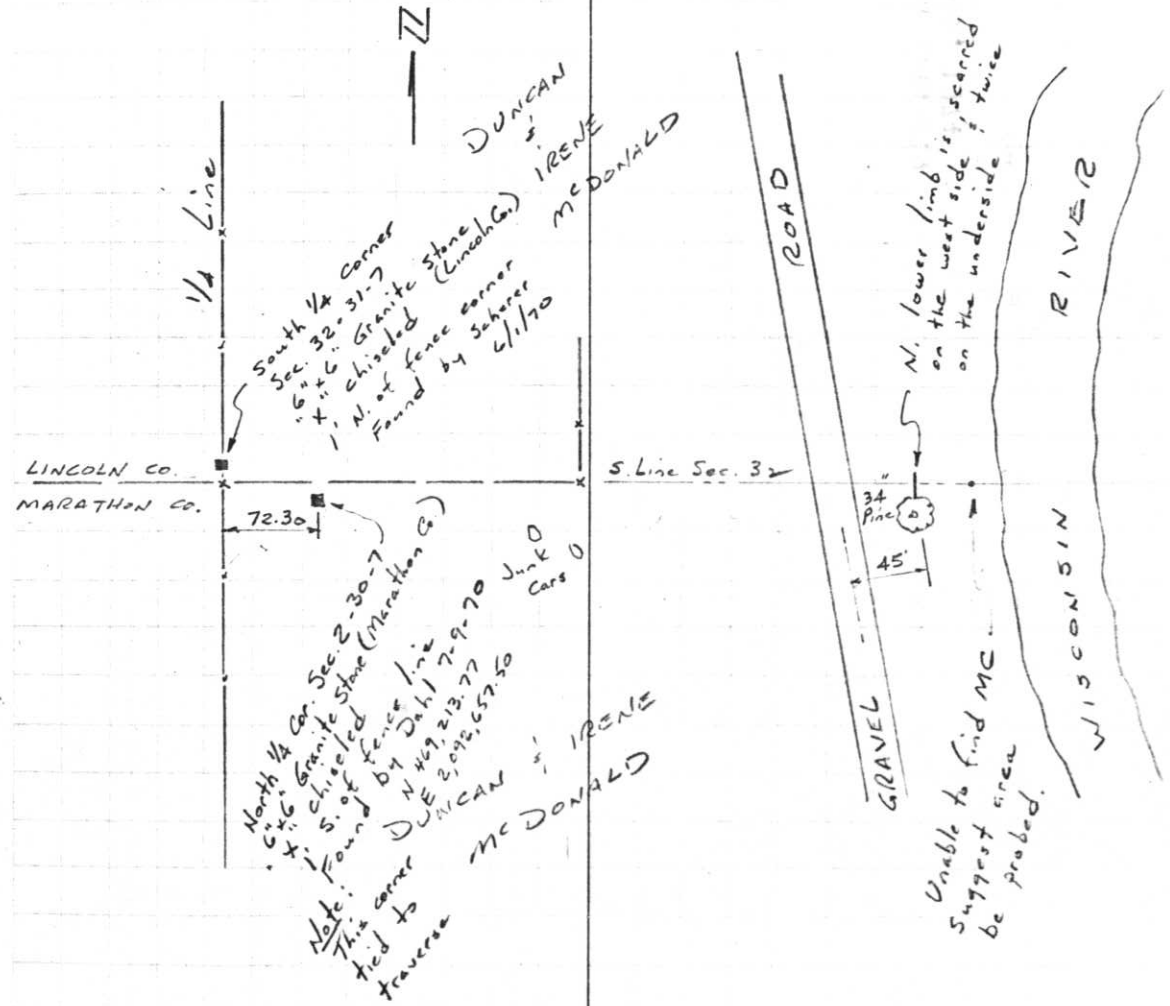 N
DUNCAN
&
IRENE
McDONALD
1/4 Line
South 1/4 Corner
Sec. 32-31-7
6" x 6" Granite Stone
"X" chiseled (Lincoln Co.)
1' N. of fence corner
Found by Scherer
6/1/70
LINCOLN CO.
MARATHON CO.
72.30
S. Line Sec. 32
North 1/4 Cor. Sec. 2-30-7
6" x 6" Granite Stone (Marathon Co)
"X" chiseled
1' S. of fence line
Found by Dahl 7-9-70
N 469,213.77
E 2,092,657.50
Note:
This corner
tied to
traverse
Junk
Cars
DUNCAN & IRENE
McDONALD
GRAVEL ROAD
N. lower limb
on the west side is scarred
on the underside & twice
34"
Pine
45'
Unable to find MC.
Suggest area
be probed.
WISCONSIN RIVER